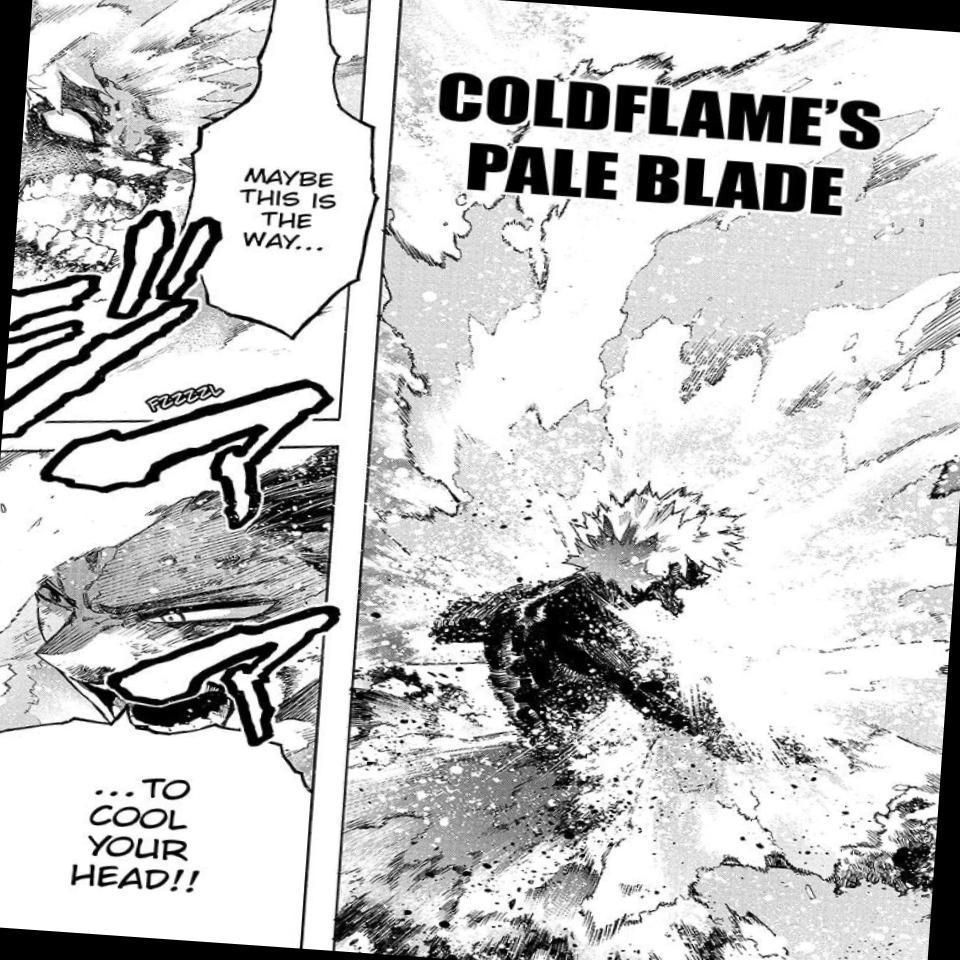 COLDFLAME'S
PALE BLADE
MAYBE
THIS IS
THE
WAY...
FZZZZL
...TO
COOL
YOUR
HEAD!!